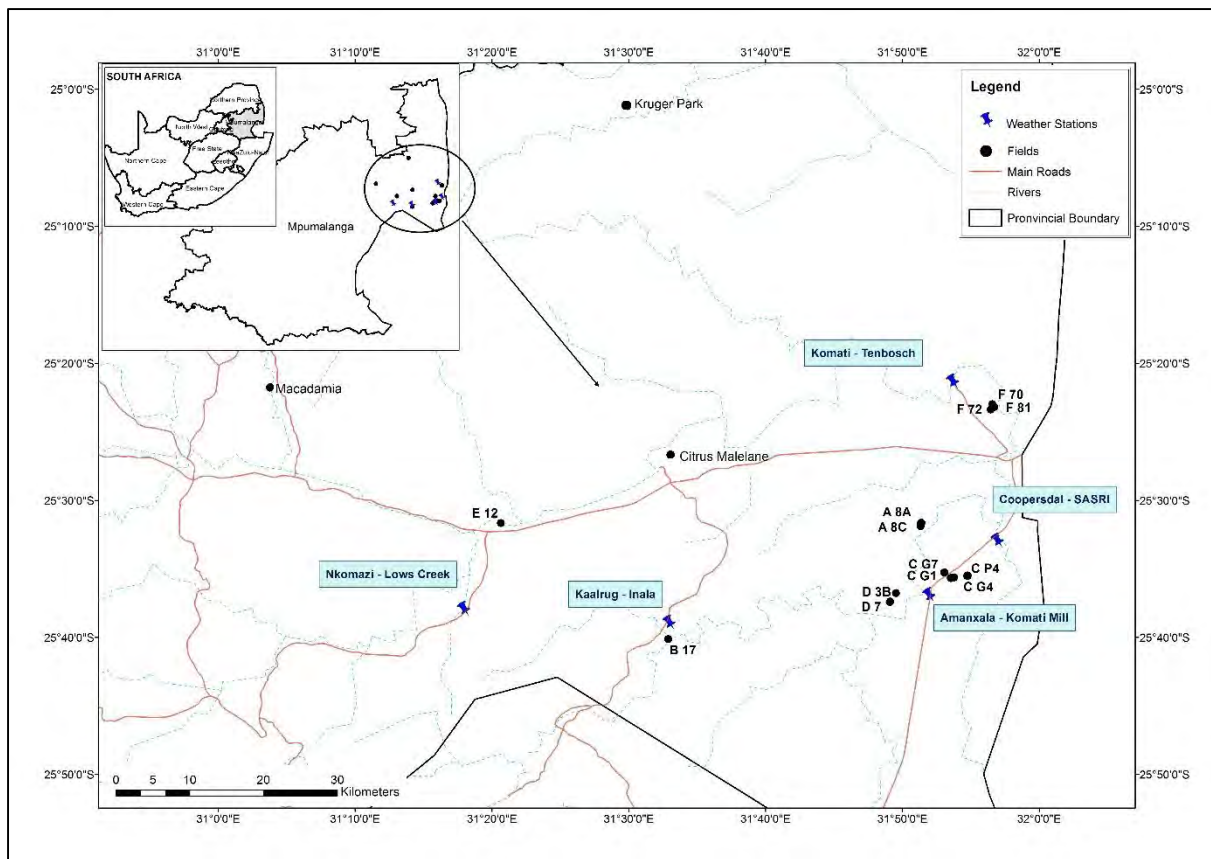 31°0'0"E 31°10'0"E 31°20'0"E 31°30'0"E 31°40'0"E 31°50'0"E 32°0'0"E
SOUTH AFRICA
Northern Province
North West
Free State
Northern Cape
Eastern Cape
Western Cape
Mpumalanga
Legend
Weather Stations
Fields
Main Roads
Rivers
Pronvincial Boundary
25°0'0"S 25°0'0"S
Kruger Park
25°10'0"S 25°10'0"S
25°20'0"S 25°20'0"S
Komati - Tenbosch
Macadamia
F 70
F 72 F 81
Citrus Malelane
25°30'0"S 25°30'0"S
Coopersdal - SASRI
E 12
A 8A
A 8C
C G7 C P4
C G1 C G4
Nkomazi - Lows Creek
Kaalrug - Inala
D 3B
D 7
Amanxala - Komati Mill
25°40'0"S 25°40'0"S
B 17
25°50'0"S 25°50'0"S
0 5 10 20 30
Kilometers
31°0'0"E 31°10'0"E 31°20'0"E 31°30'0"E 31°40'0"E 31°50'0"E 32°0'0"E